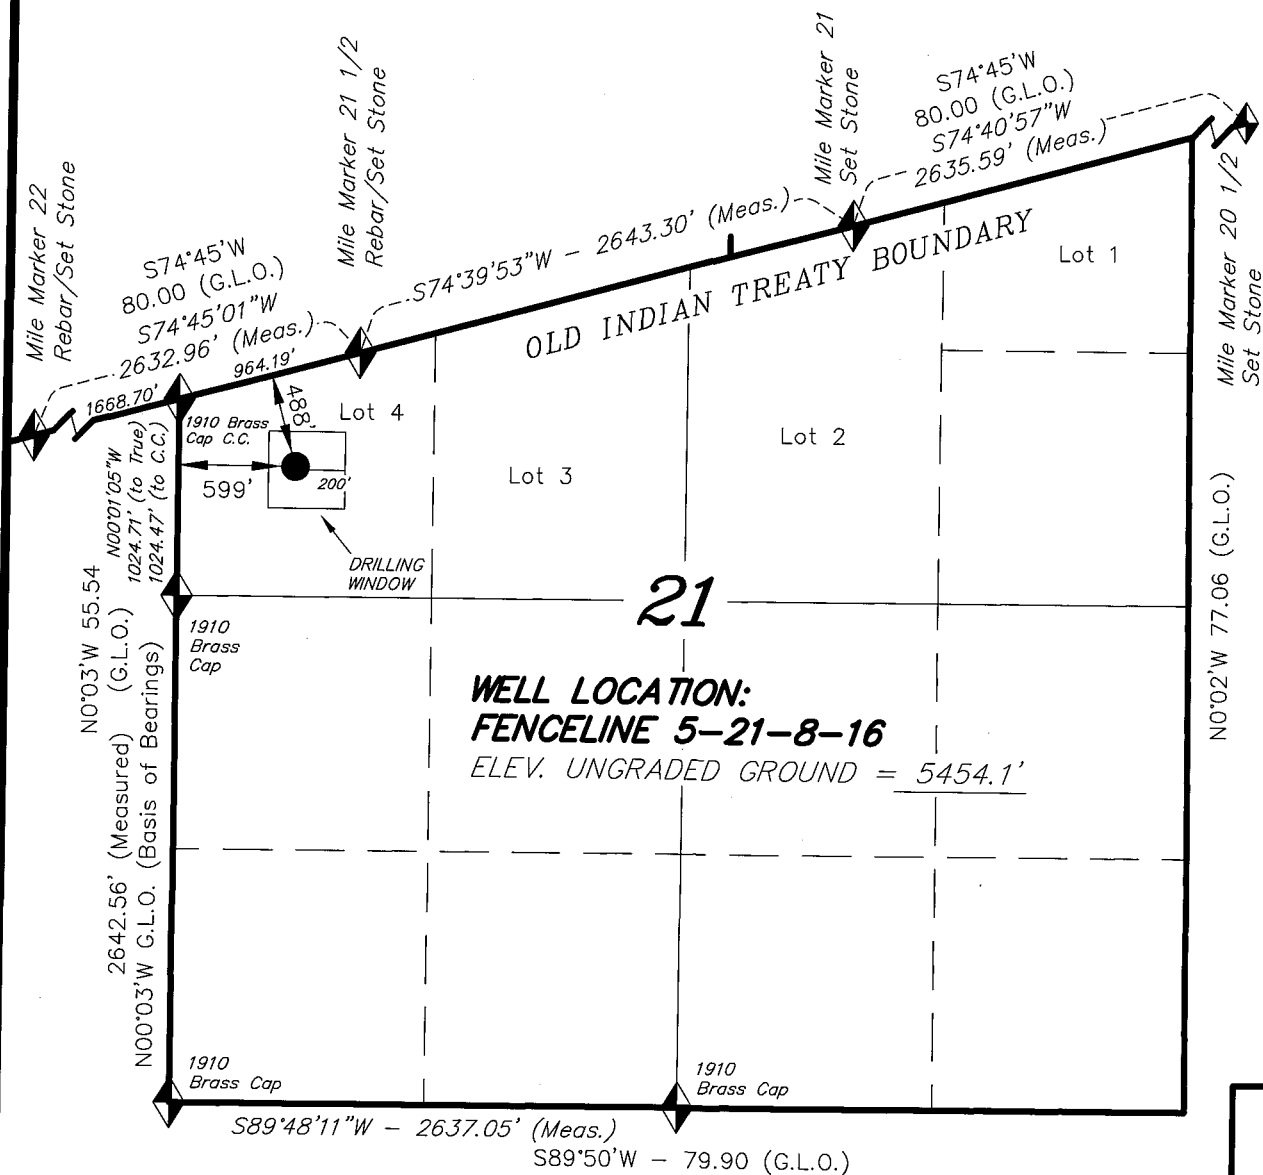 Mile Marker 22
Rebar/Set Stone
S74°45'W
80.00 (G.L.O.)
S74°45'01"W
2632.96' (Meas.)
Mile Marker 21 1/2
Rebar/Set Stone
S74°39'53"W - 2643.30' (Meas.)
Mile Marker 21
Set Stone
S74°45'W
80.00 (G.L.O.)
S74°40'57"W
2635.59' (Meas.)
Mile Marker 20 1/2
Set Stone
OLD INDIAN TREATY BOUNDARY
1668.70'
964.19'
488'
Lot 4
Lot 3
Lot 2
Lot 1
1910 Brass
Cap C.C.
599'
200'
DRILLING
WINDOW
N00°01'05"W
1024.71' (to True)
1024.47' (to C.C.)
1910
Brass
Cap
N0°03'W 55.54
(G.L.O.)
2642.56' (Measured)
N00°03'W G.L.O. (Basis of Bearings)
N0°02'W 77.06 (G.L.O.)
21
WELL LOCATION:
FENCELINE 5-21-8-16
ELEV. UNGRADED GROUND = 5454.1'
1910
Brass Cap
1910
Brass Cap
S89°48'11"W - 2637.05' (Meas.)
S89°50'W - 79.90 (G.L.O.)